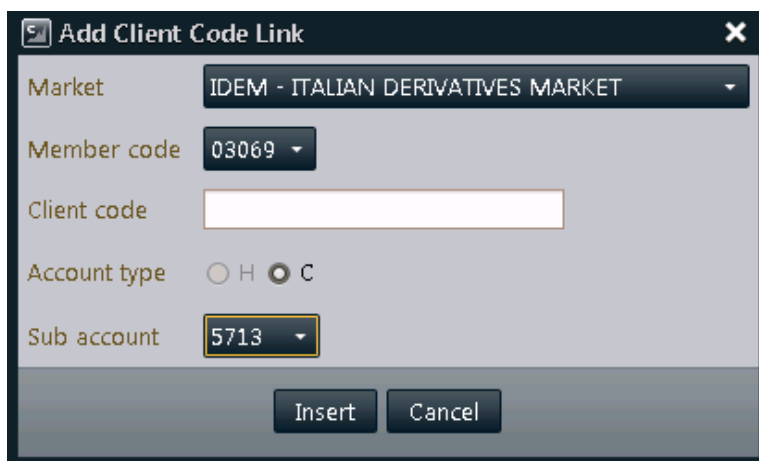 Add Client Code Link
Market IDEM - ITALIAN DERIVATIVES MARKET
Member code 03069
Client code
Account type H C
Sub account 5713
Insert Cancel